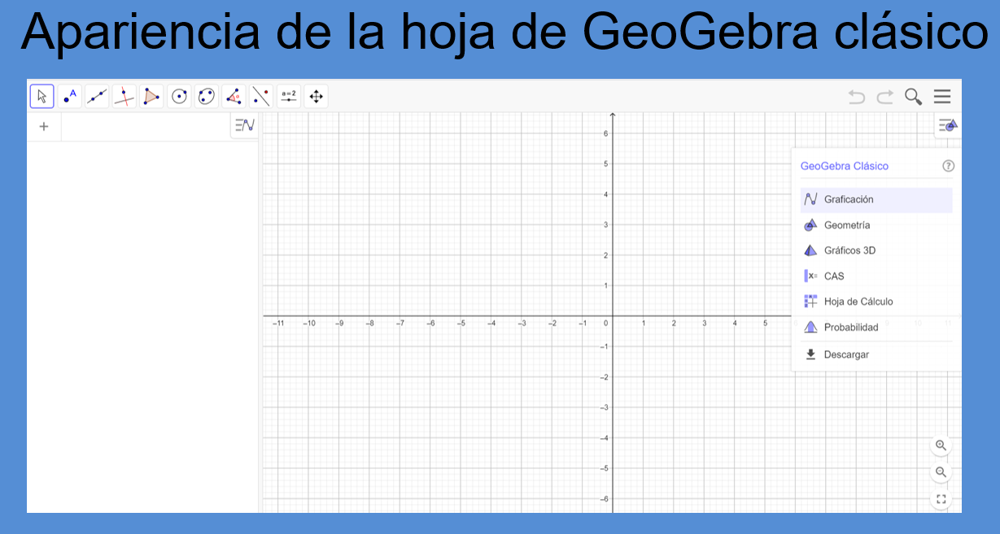 Apariencia de la hoja de GeoGebra clásico
A
a=2
+
GeoGebra Clásico
?
Graficación
Geometría
Gráficos 3D
x= CAS
Hoja de Cálculo
Probabilidad
Descargar
6
5
4
3
2
1
–11 –10 –9 –8 –7 –6 –5 –4 –3 –2 –1 0 1 2 3 4 5 9 10 11
–1
–2
–3
–4
–5
–6